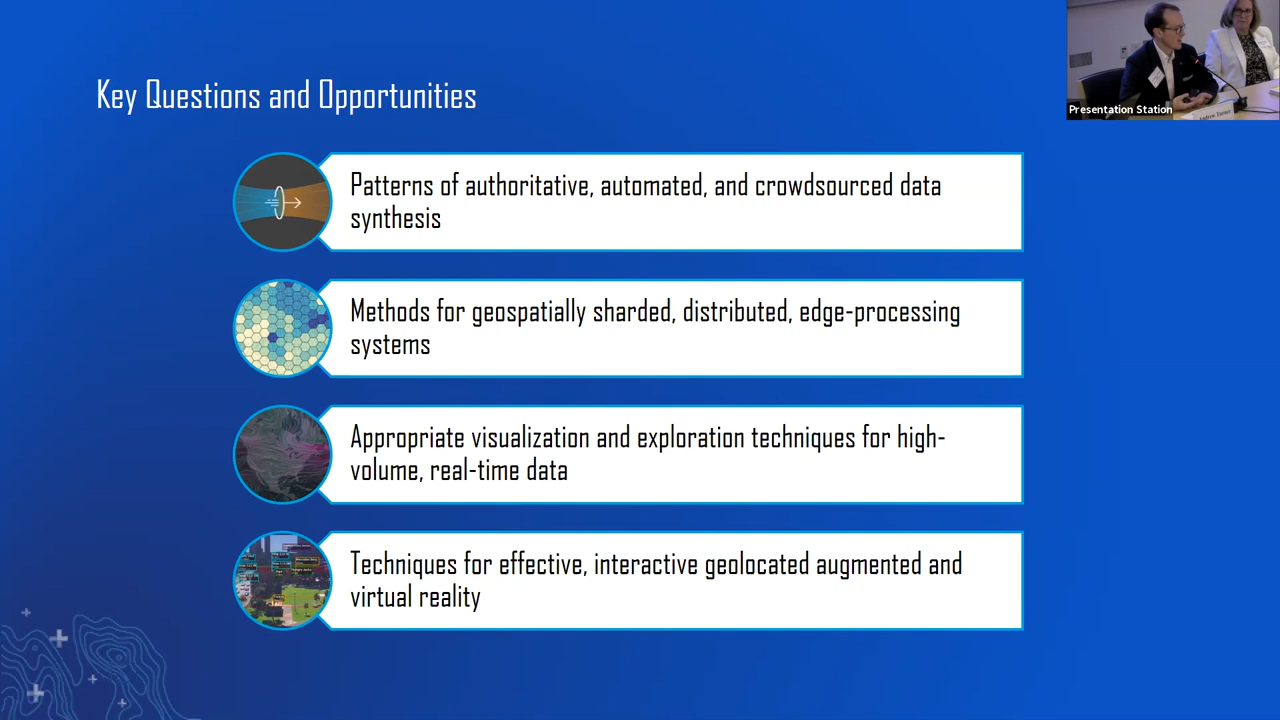 Key Questions and Opportunities
Patterns of authoritative, automated, and crowdsourced data
synthesis
Methods for geospatially sharded, distributed, edge-processing
systems
Appropriate visualization and exploration techniques for high-
volume, real-time data
Techniques for effective, interactive geolocated augmented and
virtual reality
Presentation Station
Andrew Turner